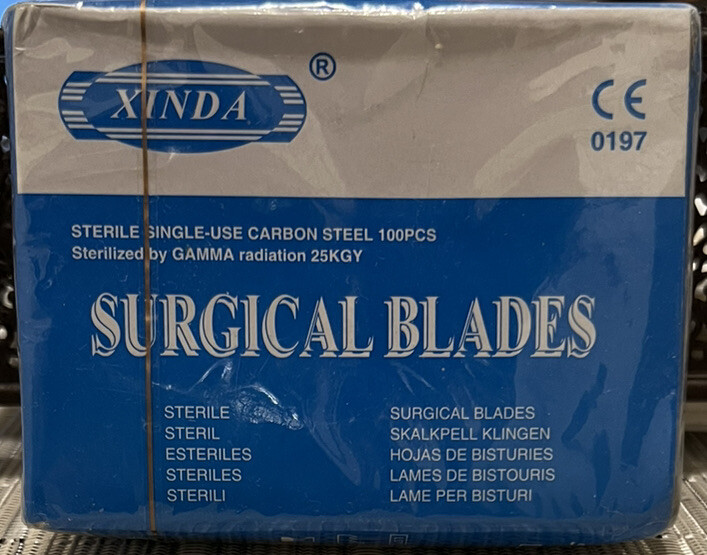 XINDA ®
CE
0197
STERILE SINGLE-USE CARBON STEEL 100PCS
Sterilized by GAMMA radiation 25KGY
SURGICAL BLADES
STERILE SURGICAL BLADES
STERIL SKALKPELL KLINGEN
ESTERILES HOJAS DE BISTURIES
STERILES LAMES DE BISTOURIS
STERILI LAME PER BISTURI